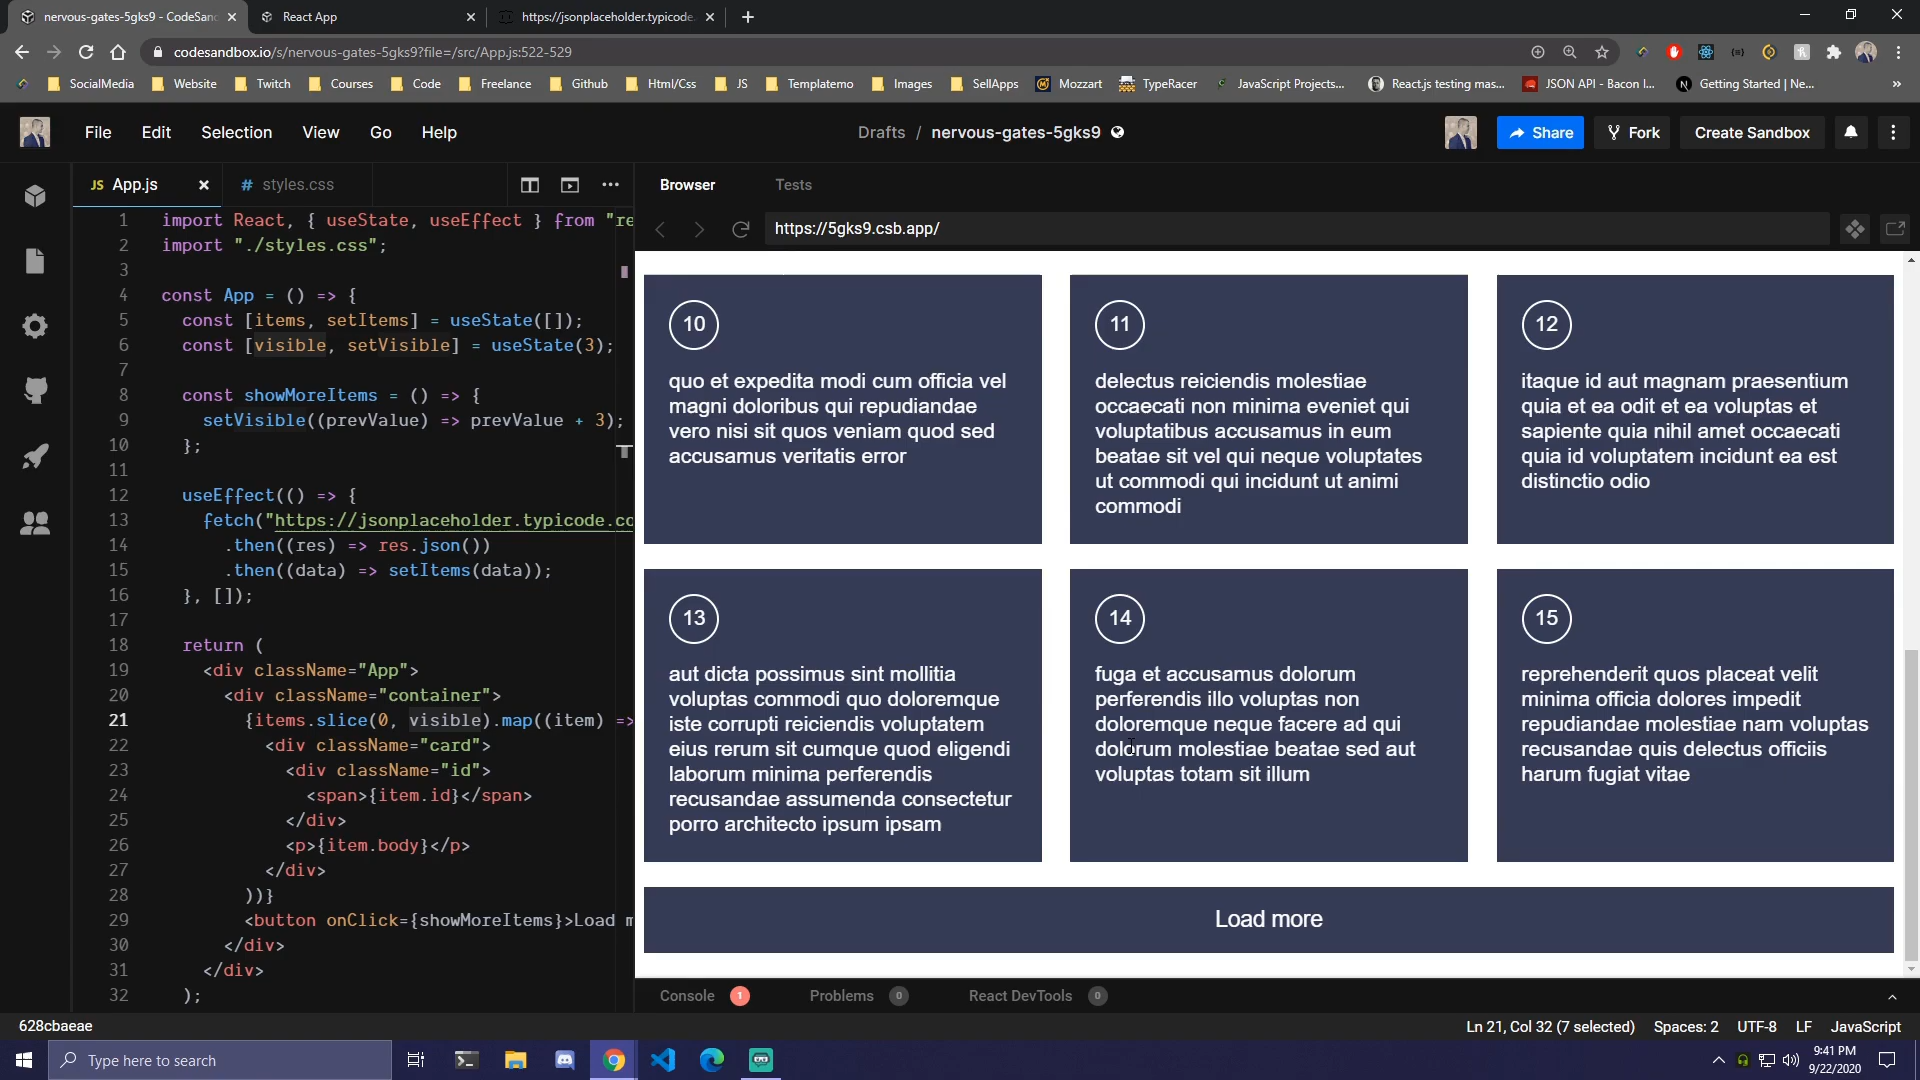 nervous-gates-5gks9 - CodeSan
React App
https://jsonplaceholder.typicode.
codesandbox.io/s/nervous-gates-5gks9?file=/src/App.js:522-529
SocialMedia
Website
Twitch
Courses
Code
Freelance
Github
Html/Css
JS
Templatemo
Images
SellApps
Mozzart
TypeRacer
JavaScript Projects...
React.js testing mas...
JSON API - Bacon I...
Getting Started | Ne...
»
File Edit Selection View Go Help
Drafts / nervous-gates-5gks9
Share
Fork
Create Sandbox
JS App.js
# styles.css
1 import React, { useState, useEffect } from "re
2 import "./styles.css";
3
4 const App = () => {
5 const [items, setItems] = useState([]);
6 const [visible, setVisible] = useState(3);
7
8 const showMoreItems = () => {
9 setVisible((prevValue) => prevValue + 3);
10 };
11
12 useEffect(() => {
13 fetch("https://jsonplaceholder.typicode.co
14 .then((res) => res.json())
15 .then((data) => setItems(data));
16 }, []);
17
18 return (
19 <div className="App">
20 <div className="container">
21 {items.slice(0, visible).map((item) =>
22 <div className="card">
23 <div className="id">
24 <span>{item.id}</span>
25 </div>
26 <p>{item.body}</p>
27 </div>
28 ))}
29 <button onClick={showMoreItems}>Load m
30 </div>
31 </div>
32 );
Browser
Tests
https://5gks9.csb.app/
10
quo et expedita modi cum officia vel
magni doloribus qui repudiandae
vero nisi sit quos veniam quod sed
accusamus veritatis error
11
delectus reiciendis molestiae
occaecati non minima eveniet qui
voluptatibus accusamus in eum
beatae sit vel qui neque voluptates
ut commodi qui incidunt ut animi
commodi
12
itaque id aut magnam praesentium
quia et ea odit et ea voluptas et
sapiente quia nihil amet occaecati
quia id voluptatem incidunt ea est
distinctio odio
13
aut dicta possimus sint mollitia
voluptas commodi quo doloremque
iste corrupti reiciendis voluptatem
eius rerum sit cumque quod eligendi
laborum minima perferendis
recusandae assumenda consectetur
porro architecto ipsum ipsam
14
fuga et accusamus dolorum
perferendis illo voluptas non
doloremque neque facere ad qui
dolorum molestiae beatae sed aut
voluptas totam sit illum
15
reprehenderit quos placeat velit
minima officia dolores impedit
repudiandae molestiae nam voluptas
recusandae quis delectus officiis
harum fugiat vitae
Load more
Console 1
Problems 0
React DevTools 0
628cbaeae
Ln 21, Col 32 (7 selected) Spaces: 2 UTF-8 LF JavaScript
Type here to search
9:41 PM
9/22/2020